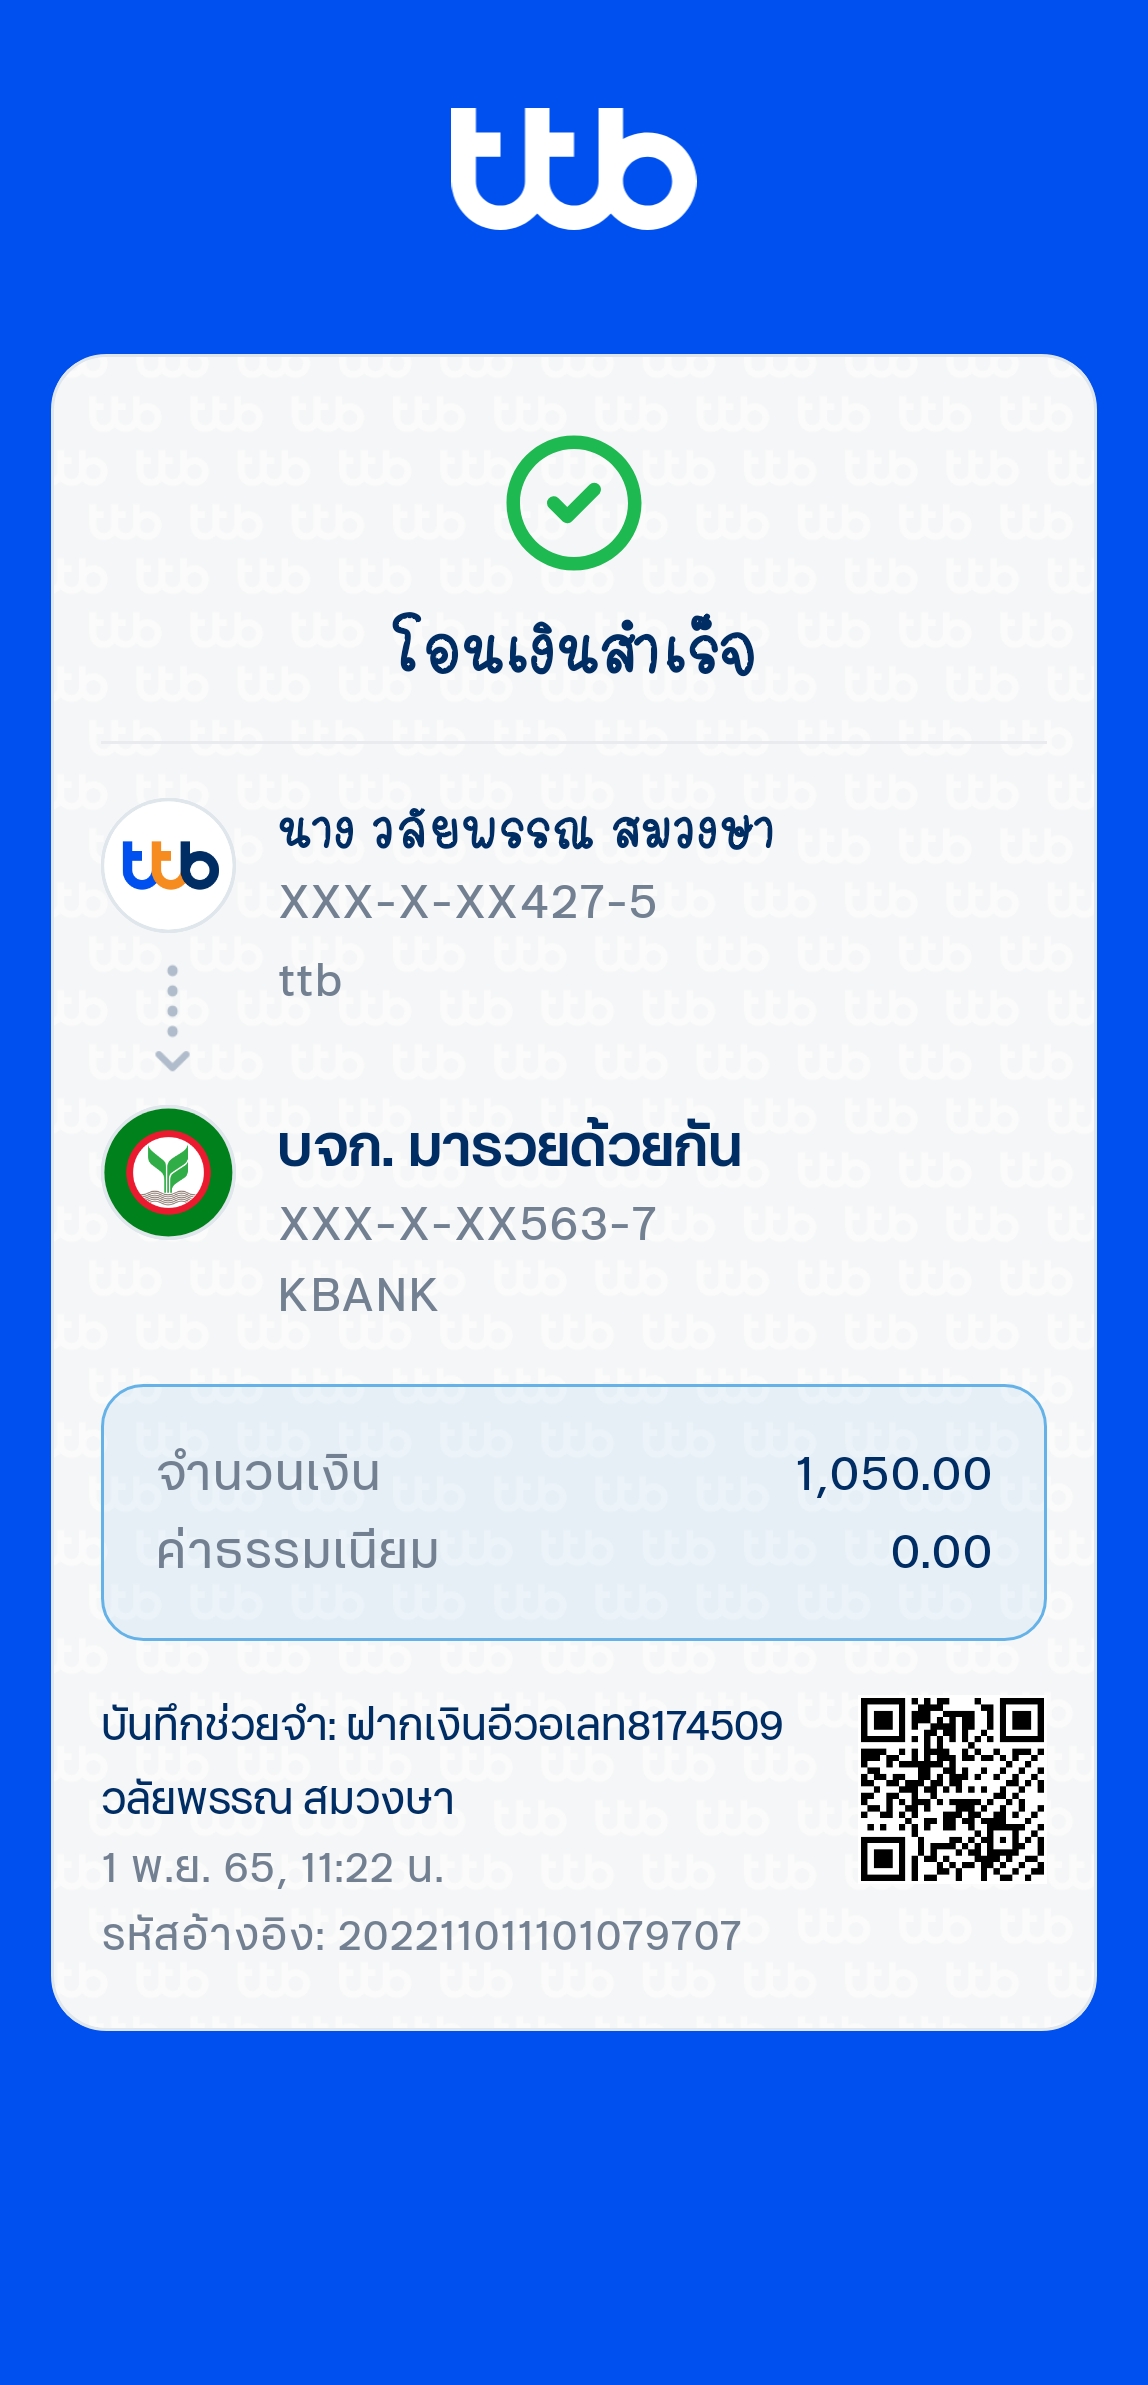 ttb
โอนเงินสำเร็จ
ttb
นาง วลัยพรรณ สมวงษา
XXX-X-XX427-5
ttb
บจก. มารวยด้วยกัน
XXX-X-XX563-7
KBANK
จำนวนเงิน 1,050.00
ค่าธรรมเนียม 0.00
บันทึกช่วยจำ: ฝากเงินอีวอเลท8174509
วลัยพรรณ สมวงษา
1 พ.ย. 65, 11:22 น.
รหัสอ้างอิง: 202211011101079707